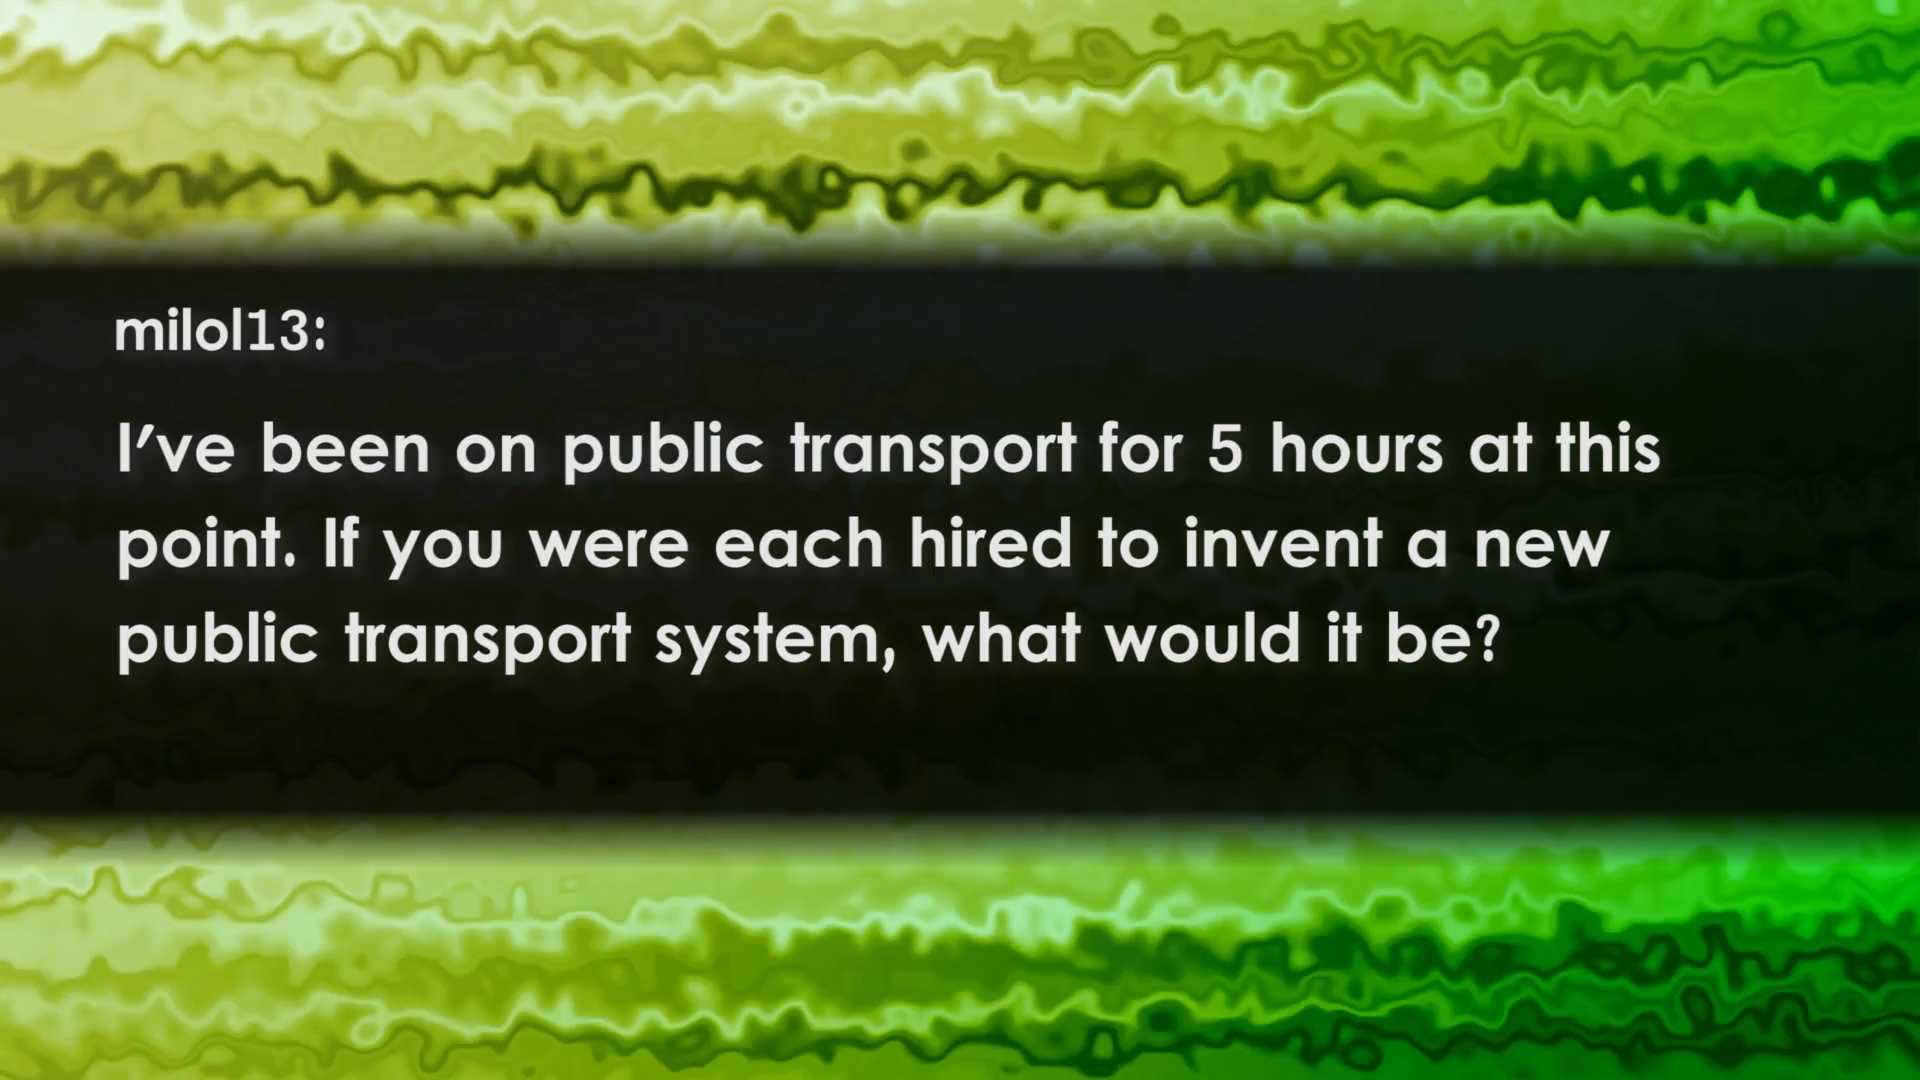 milol13:
I've been on public transport for 5 hours at this
point. If you were each hired to invent a new
public transport system, what would it be?